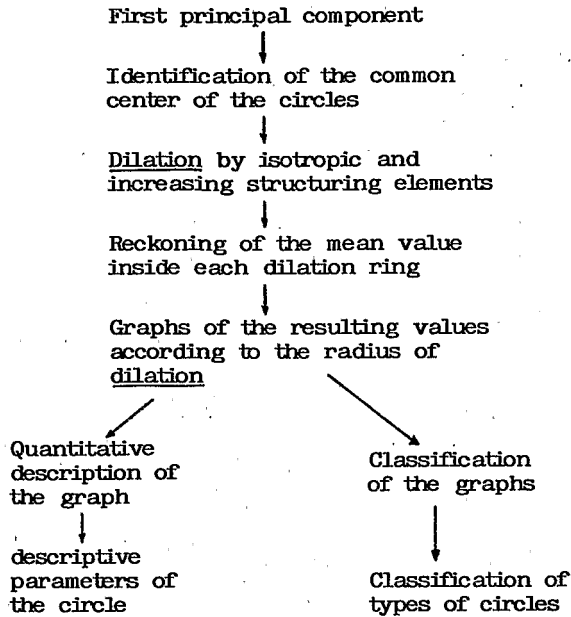 First principal component
Identification of the common
center of the circles
Dilation by isotropic and
increasing structuring elements
Reckoning of the mean value
inside each dilation ring
Graphs of the resulting values
according to the radius of
dilation
Quantitative
description of
the graph
descriptive
parameters of
the circle
Classification
of the graphs
Classification of
types of circles